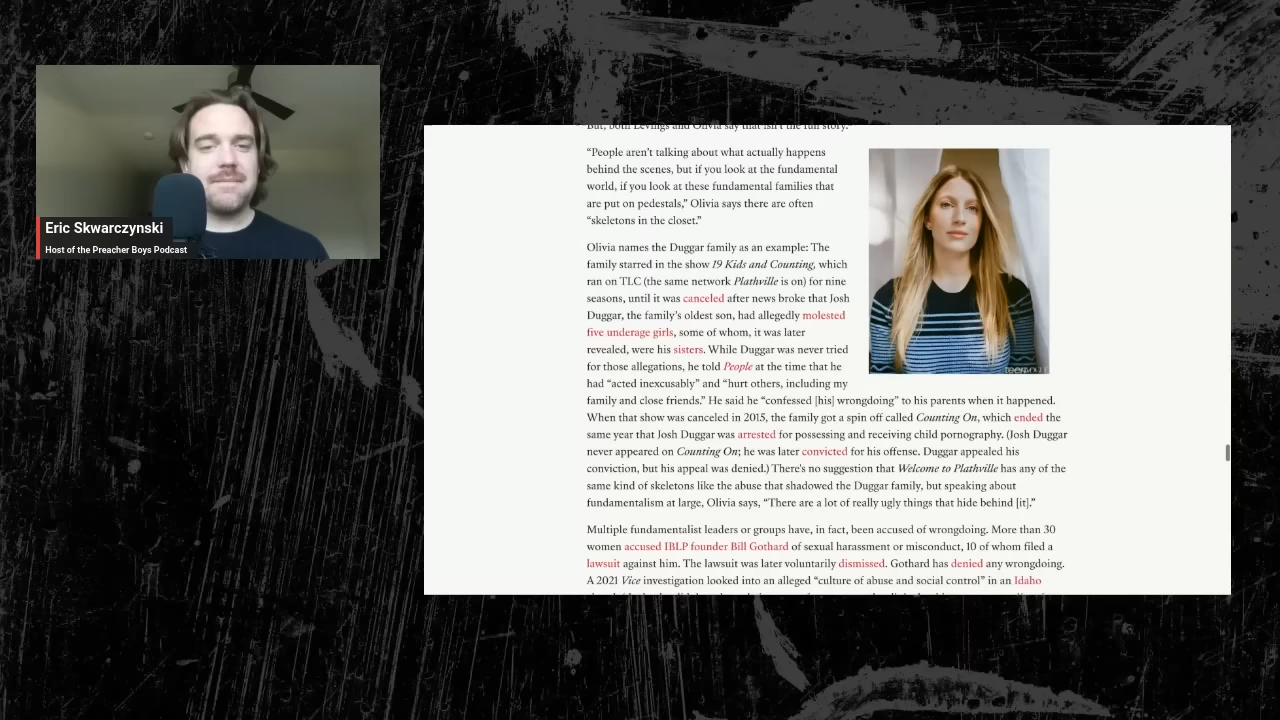 Eric Skwarczynski
Host of the Preacher Boys Podcast
But, both Levings and Olivia say that isn't the full story.
“People aren’t talking about what actually happens
behind the scenes, but if you look at the fundamental
world, if you look at these fundamental families that
are put on pedestals,” Olivia says there are often
“skeletons in the closet.”
Olivia names the Duggar family as an example: The
family starred in the show 19 Kids and Counting, which
ran on TLC (the same network Plathville is on) for nine
seasons, until it was canceled after news broke that Josh
Duggar, the family’s oldest son, had allegedly molested
five underage girls, some of whom, it was later
revealed, were his sisters. While Duggar was never tried
for those allegations, he told People at the time that he
had “acted inexcusably” and “hurt others, including my
family and close friends.” He said he “confessed [his] wrongdoing” to his parents when it happened.
When that show was canceled in 2015, the family got a spin off called Counting On, which ended the
same year that Josh Duggar was arrested for possessing and receiving child pornography. (Josh Duggar
never appeared on Counting On; he was later convicted for his offense. Duggar appealed his
conviction, but his appeal was denied.) There’s no suggestion that Welcome to Plathville has any of the
same kind of skeletons like the abuse that shadowed the Duggar family, but speaking about
fundamentalism at large, Olivia says, “There are a lot of really ugly things that hide behind [it].”
Multiple fundamentalist leaders or groups have, in fact, been accused of wrongdoing. More than 30
women accused IBLP founder Bill Gothard of sexual harassment or misconduct, 10 of whom filed a
lawsuit against him. The lawsuit was later voluntarily dismissed. Gothard has denied any wrongdoing.
A 2021 Vice investigation looked into an alleged “culture of abuse and social control” in an Idaho